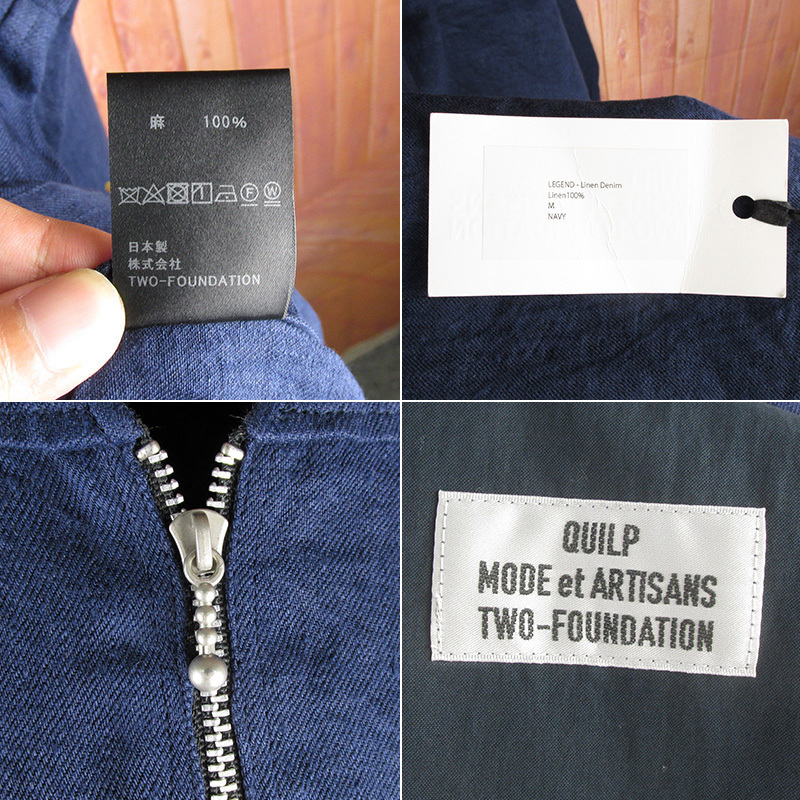 麻 100%
F W
日本製
株式会社
TWO-FOUNDATION
LEGEND - Linen Denim
Linen100%
M
NAVY
QUILP
MODE et ARTISANS
TWO-FOUNDATION